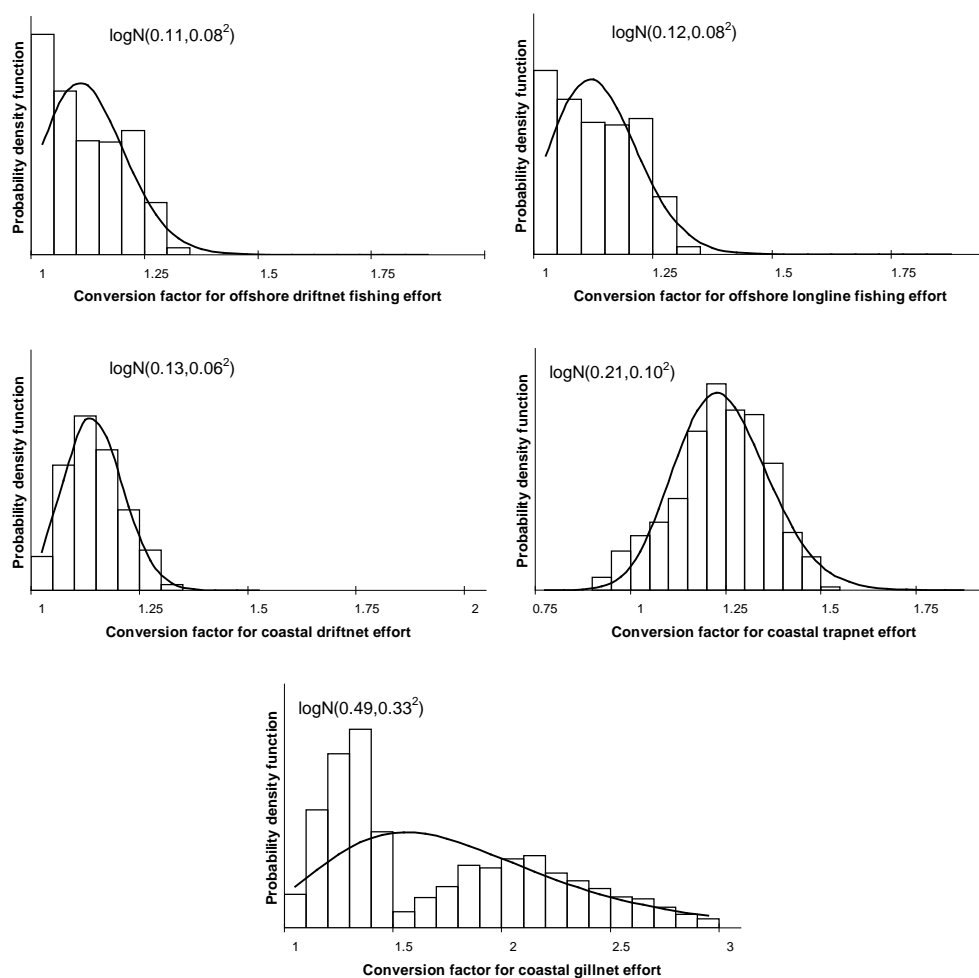 logN(0.11,0.08²)
Probability density function
1 1.25 1.5 1.75
Conversion factor for offshore driftnet fishing effort
logN(0.12,0.08²)
Probability density function
1 1.25 1.5 1.75
Conversion factor for offshore longline fishing effort
logN(0.13,0.06²)
Probability density function
1 1.25 1.5 1.75 2
Conversion factor for coastal driftnet effort
logN(0.21,0.10²)
Probability density function
0.75 1 1.25 1.5 1.75
Conversion factor for coastal trapnet effort
logN(0.49,0.33²)
Probability density function
1 1.5 2 2.5 3
Conversion factor for coastal gillnet effort